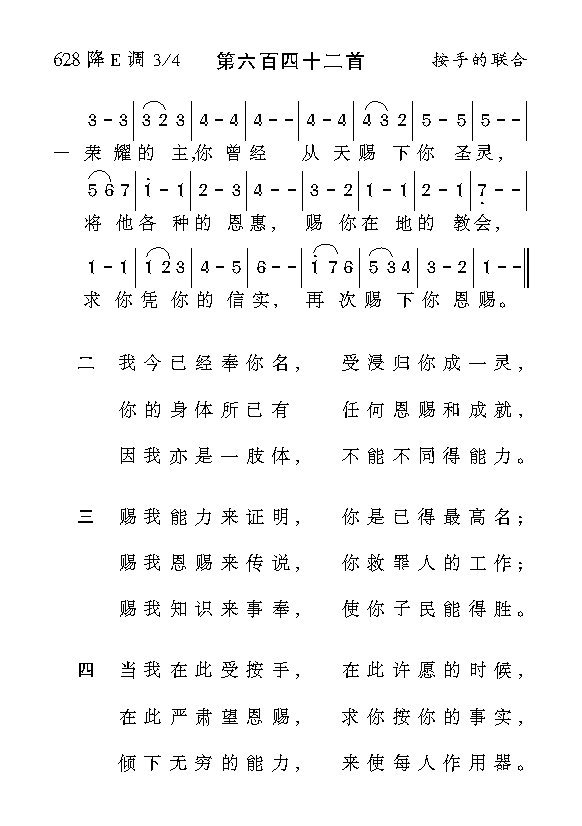 628 降 E 调 3/4 第六百四十二首 按手的联合
3 - 3 | 3 2 3 | 4 - 4 | 4 - - | 4 - 4 | 4 3 2 | 5 - 5 | 5 - - |
一 荣耀的主,你曾经 从天赐下你圣灵,
5 6 7 | 1 - 1 | 2 - 3 | 4 - - | 3 - 2 | 1 - 1 | 2 - 1 | 7 - - |
将他各种的恩惠, 赐你在地的教会,
1 - 1 | 1 2 3 | 4 - 5 | 6 - - | 1 7 6 | 5 3 4 | 3 - 2 | 1 - - ‖
求你凭你的信实, 再次赐下你恩赐。
二 我今已经奉你名, 受浸归你成一灵,
你的身体所已有 任何恩赐和成就,
因我亦是一肢体, 不能不同得能力。
三 赐我能力来证明, 你是已得最高名;
赐我恩赐来传说, 你救罪人的工作;
赐我知识来事奉, 使你子民能得胜。
四 当我在此受按手, 在此许愿的时候,
在此严肃望恩赐, 求你按你的事实,
倾下无穷的能力, 来使每人作用器。